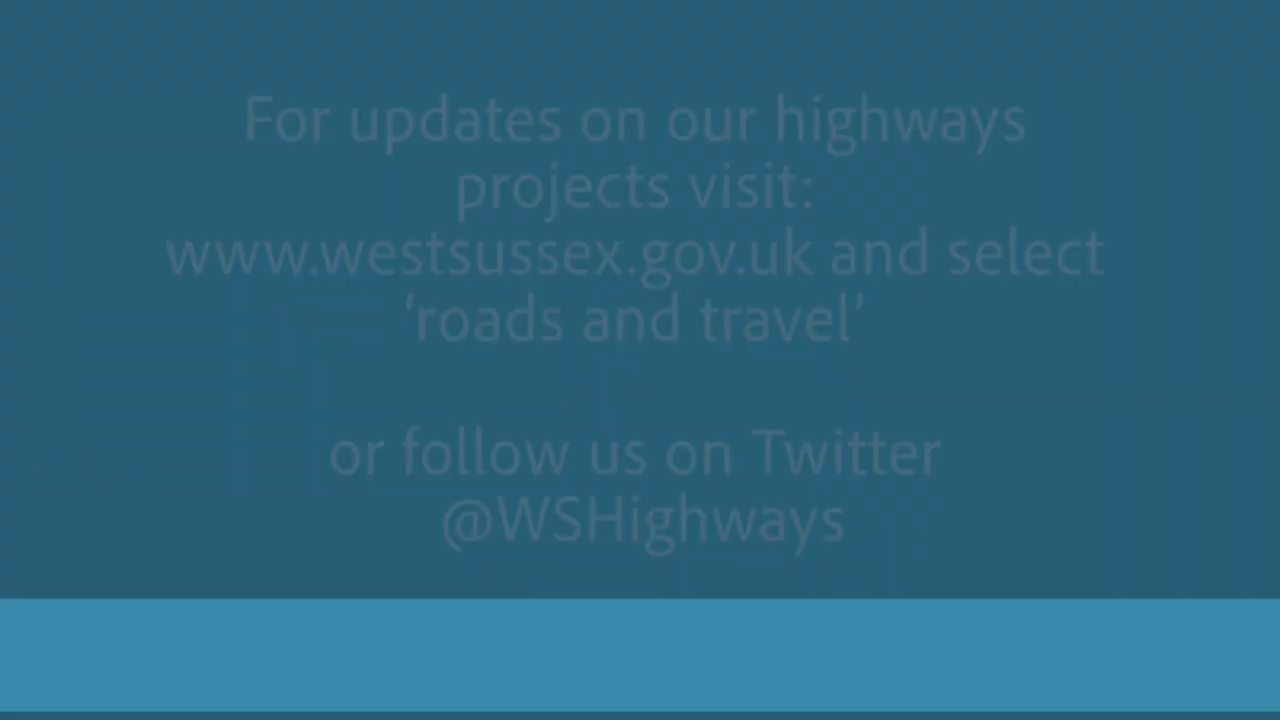 For updates on our highways
projects visit:
www.westsussex.gov.uk and select
‘roads and travel’
or follow us on Twitter
@WSHighways